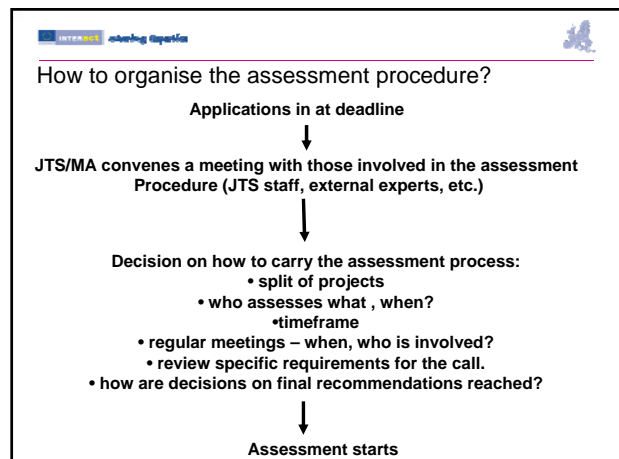 INTERACT sharing expertise
How to organise the assessment procedure?
Applications in at deadline
JTS/MA convenes a meeting with those involved in the assessment
Procedure (JTS staff, external experts, etc.)
Decision on how to carry the assessment process:
• split of projects
• who assesses what , when?
•timeframe
• regular meetings – when, who is involved?
• review specific requirements for the call.
• how are decisions on final recommendations reached?
Assessment starts